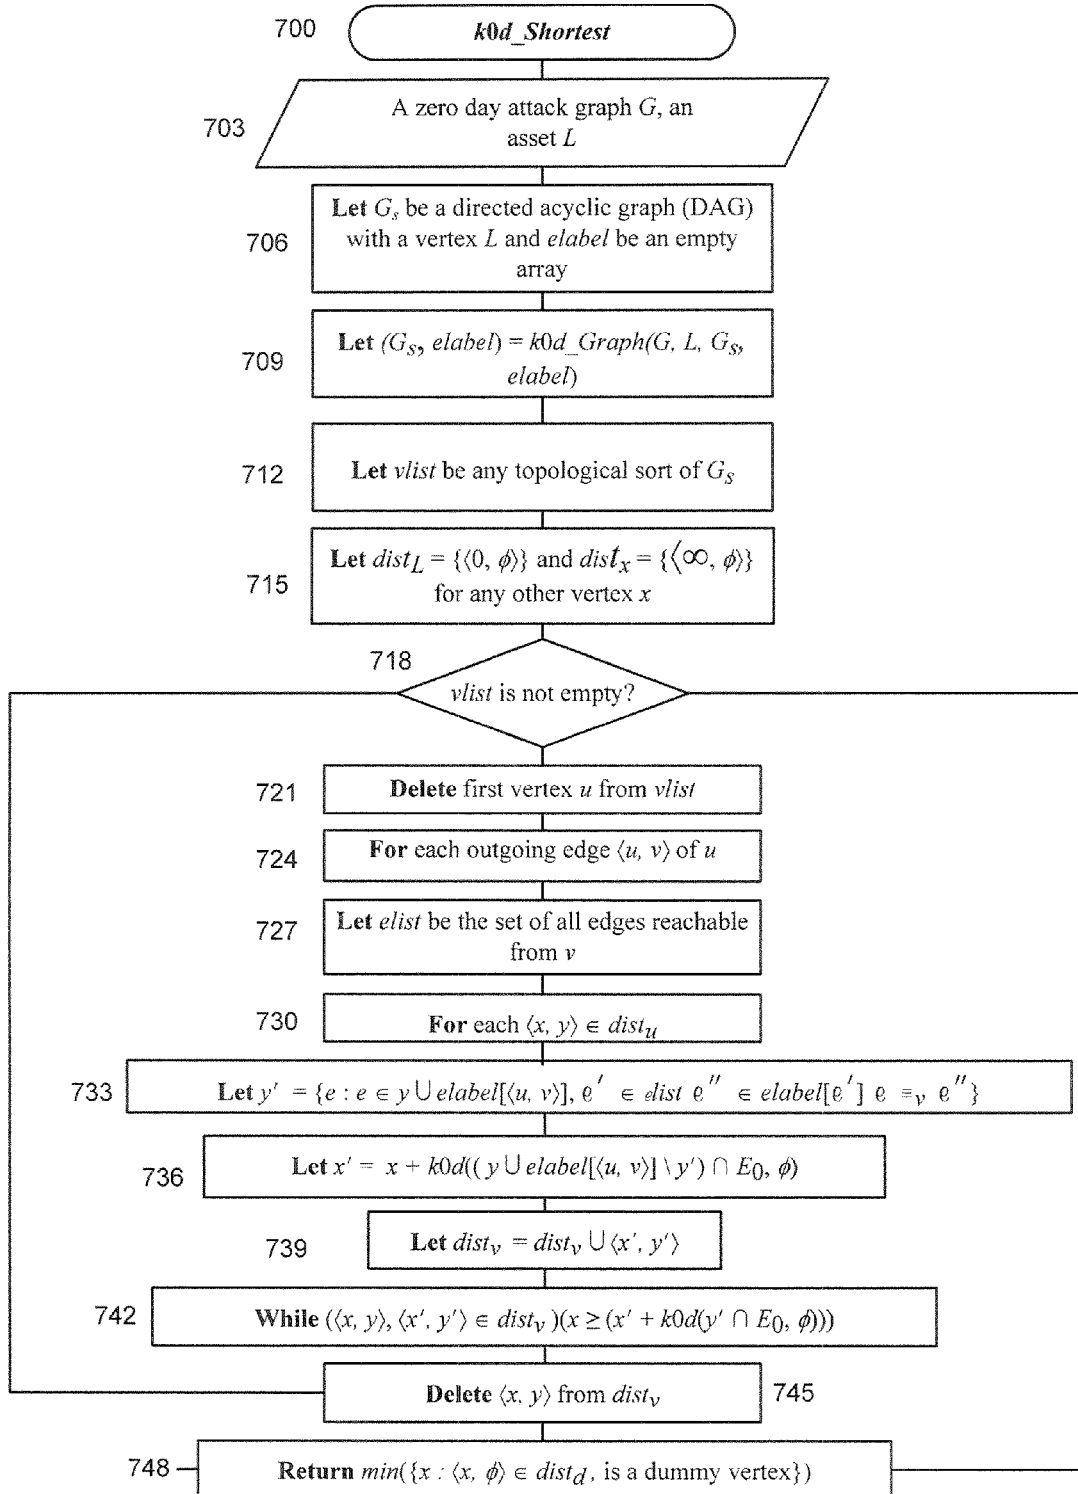 700
k0d_Shortest
703
A zero day attack graph G, an
asset L
706
Let Gs be a directed acyclic graph (DAG)
with a vertex L and elabel be an empty
array
709
Let (Gs, elabel) = k0d_Graph(G, L, Gs,
elabel)
712
Let vlist be any topological sort of Gs
715
Let distL = {⟨0, ϕ⟩} and distx = {⟨∞, ϕ⟩}
for any other vertex x
718
vlist is not empty?
721
Delete first vertex u from vlist
724
For each outgoing edge ⟨u, v⟩ of u
727
Let elist be the set of all edges reachable
from v
730
For each ⟨x, y⟩ ∈ distu
733
Let y′ = {e : e ∈ y ∪ elabel[⟨u, v⟩], e′ ∈ elist e″ ∈ elabel[e′] e ≡v e″}
736
Let x′ = x + k0d(( y ∪ elabel[⟨u, v⟩] \ y′) ∩ E0, ϕ)
739
Let distv = distv ∪ ⟨x′, y′⟩
742
While (⟨x, y⟩, ⟨x′, y′⟩ ∈ distv )(x ≥ (x′ + k0d(y′ ∩ E0, ϕ)))
Delete ⟨x, y⟩ from distv
745
748
Return min({x : ⟨x, ϕ⟩ ∈ distd, is a dummy vertex})